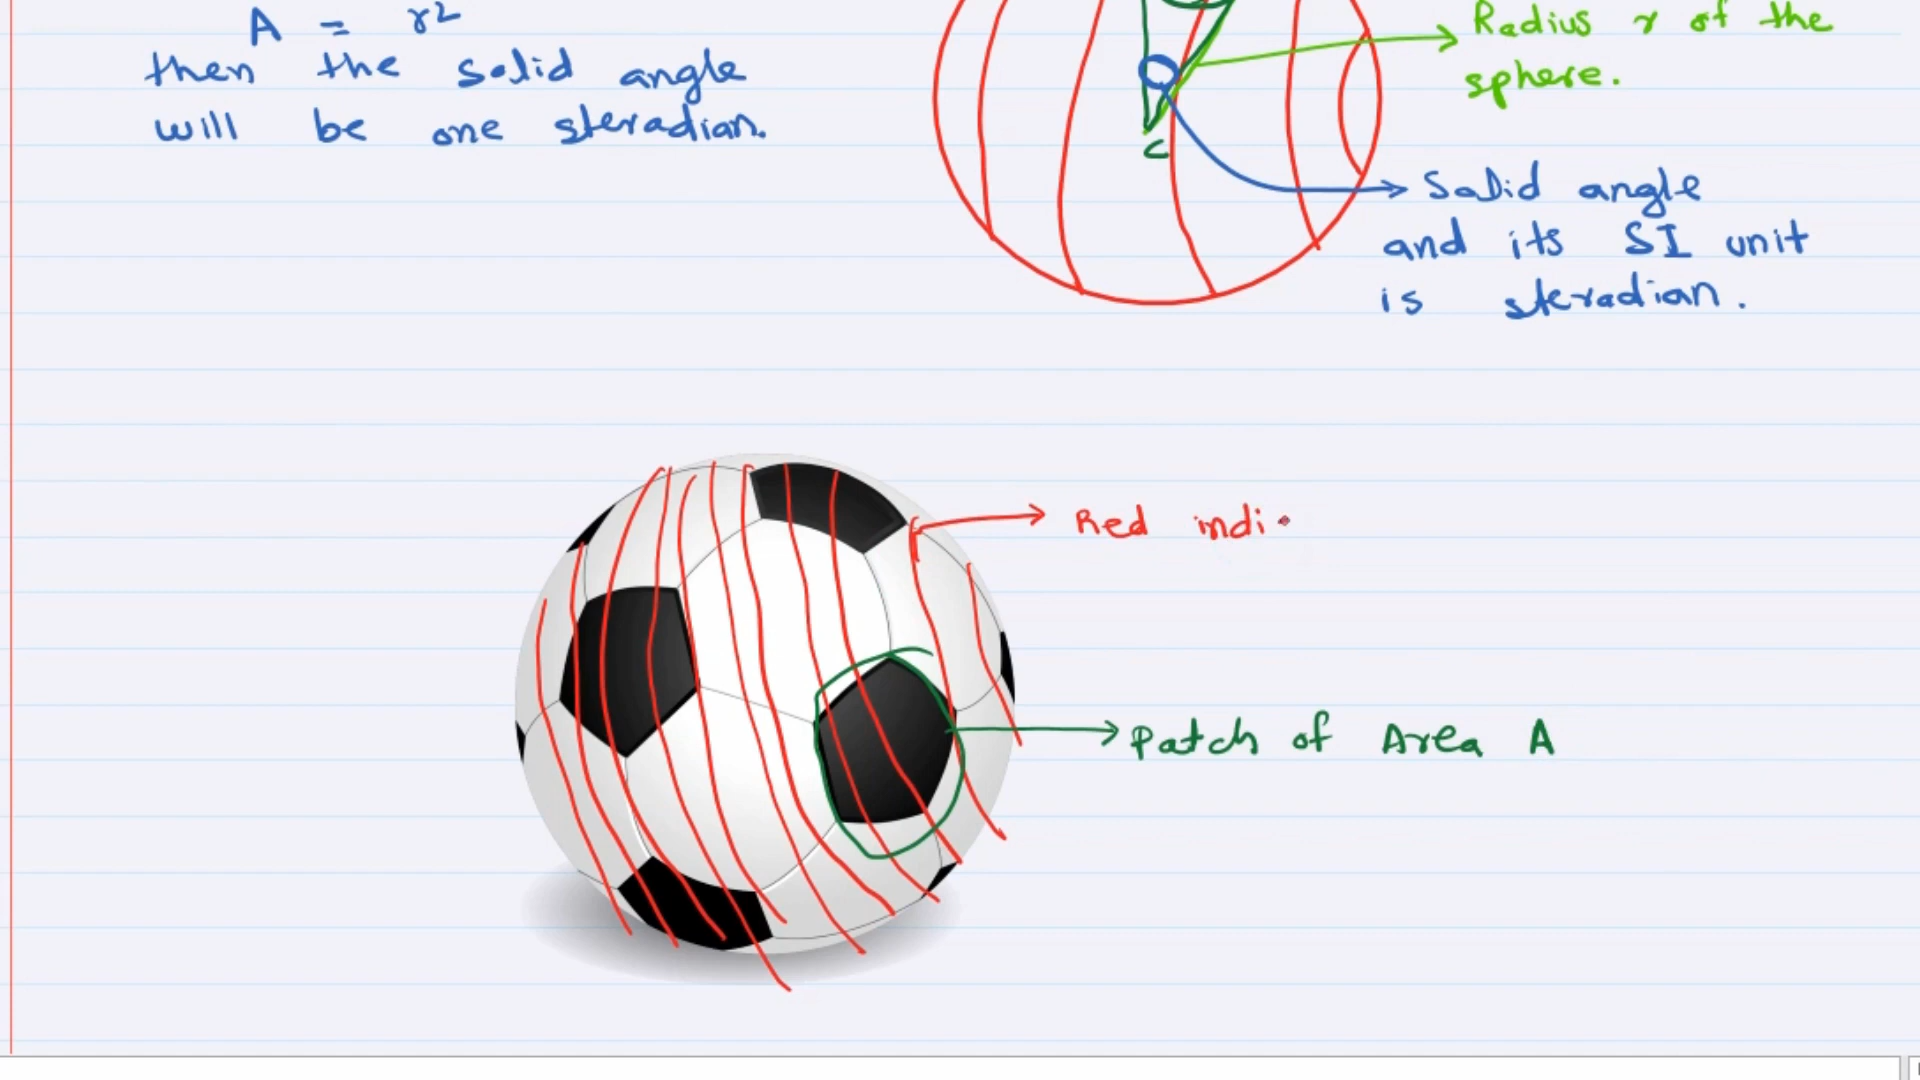 A = r2
then the solid angle
will be one steradian.
Radius r of the
sphere.
c
Solid angle
and its SI unit
is steradian.
Red indi
Patch of Area A